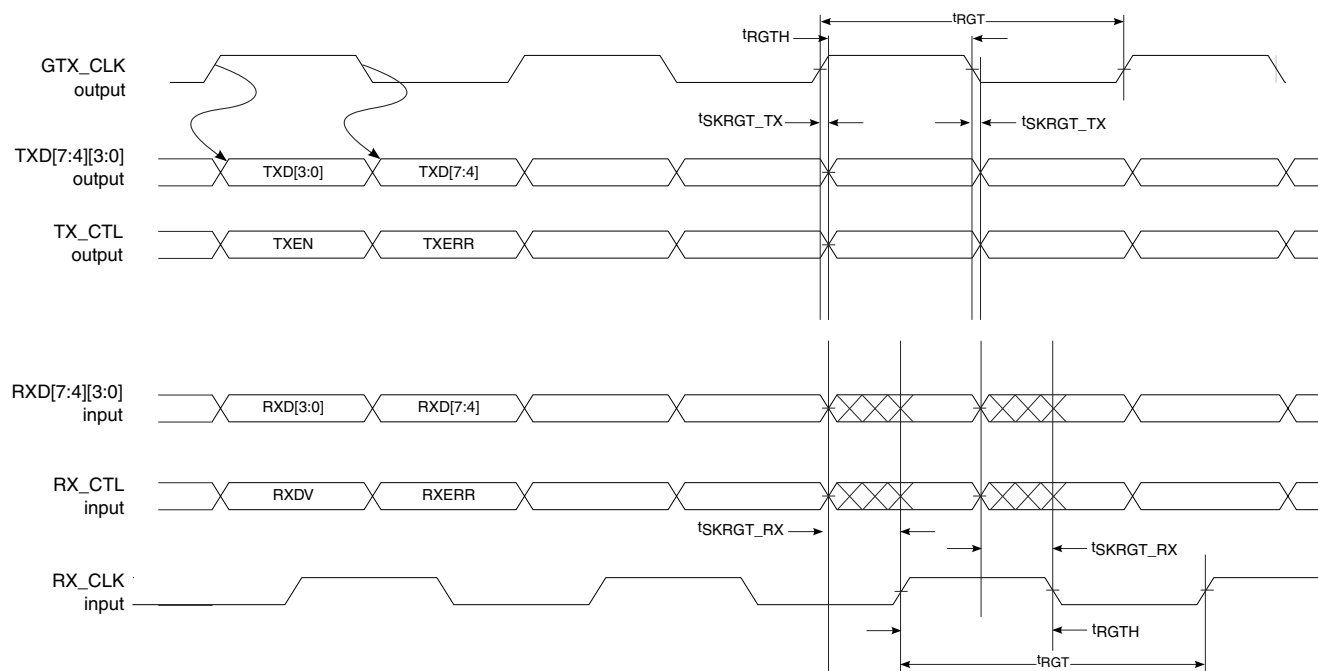 tRGT
tRGTH
GTX_CLK
output
tSKRGT_TX
tSKRGT_TX
TXD[7:4][3:0]
output
TXD[3:0]
TXD[7:4]
TX_CTL
output
TXEN
TXERR
RXD[7:4][3:0]
input
RXD[3:0]
RXD[7:4]
RX_CTL
input
RXDV
RXERR
tSKRGT_RX
tSKRGT_RX
RX_CLK
input
tRGTH
tRGT